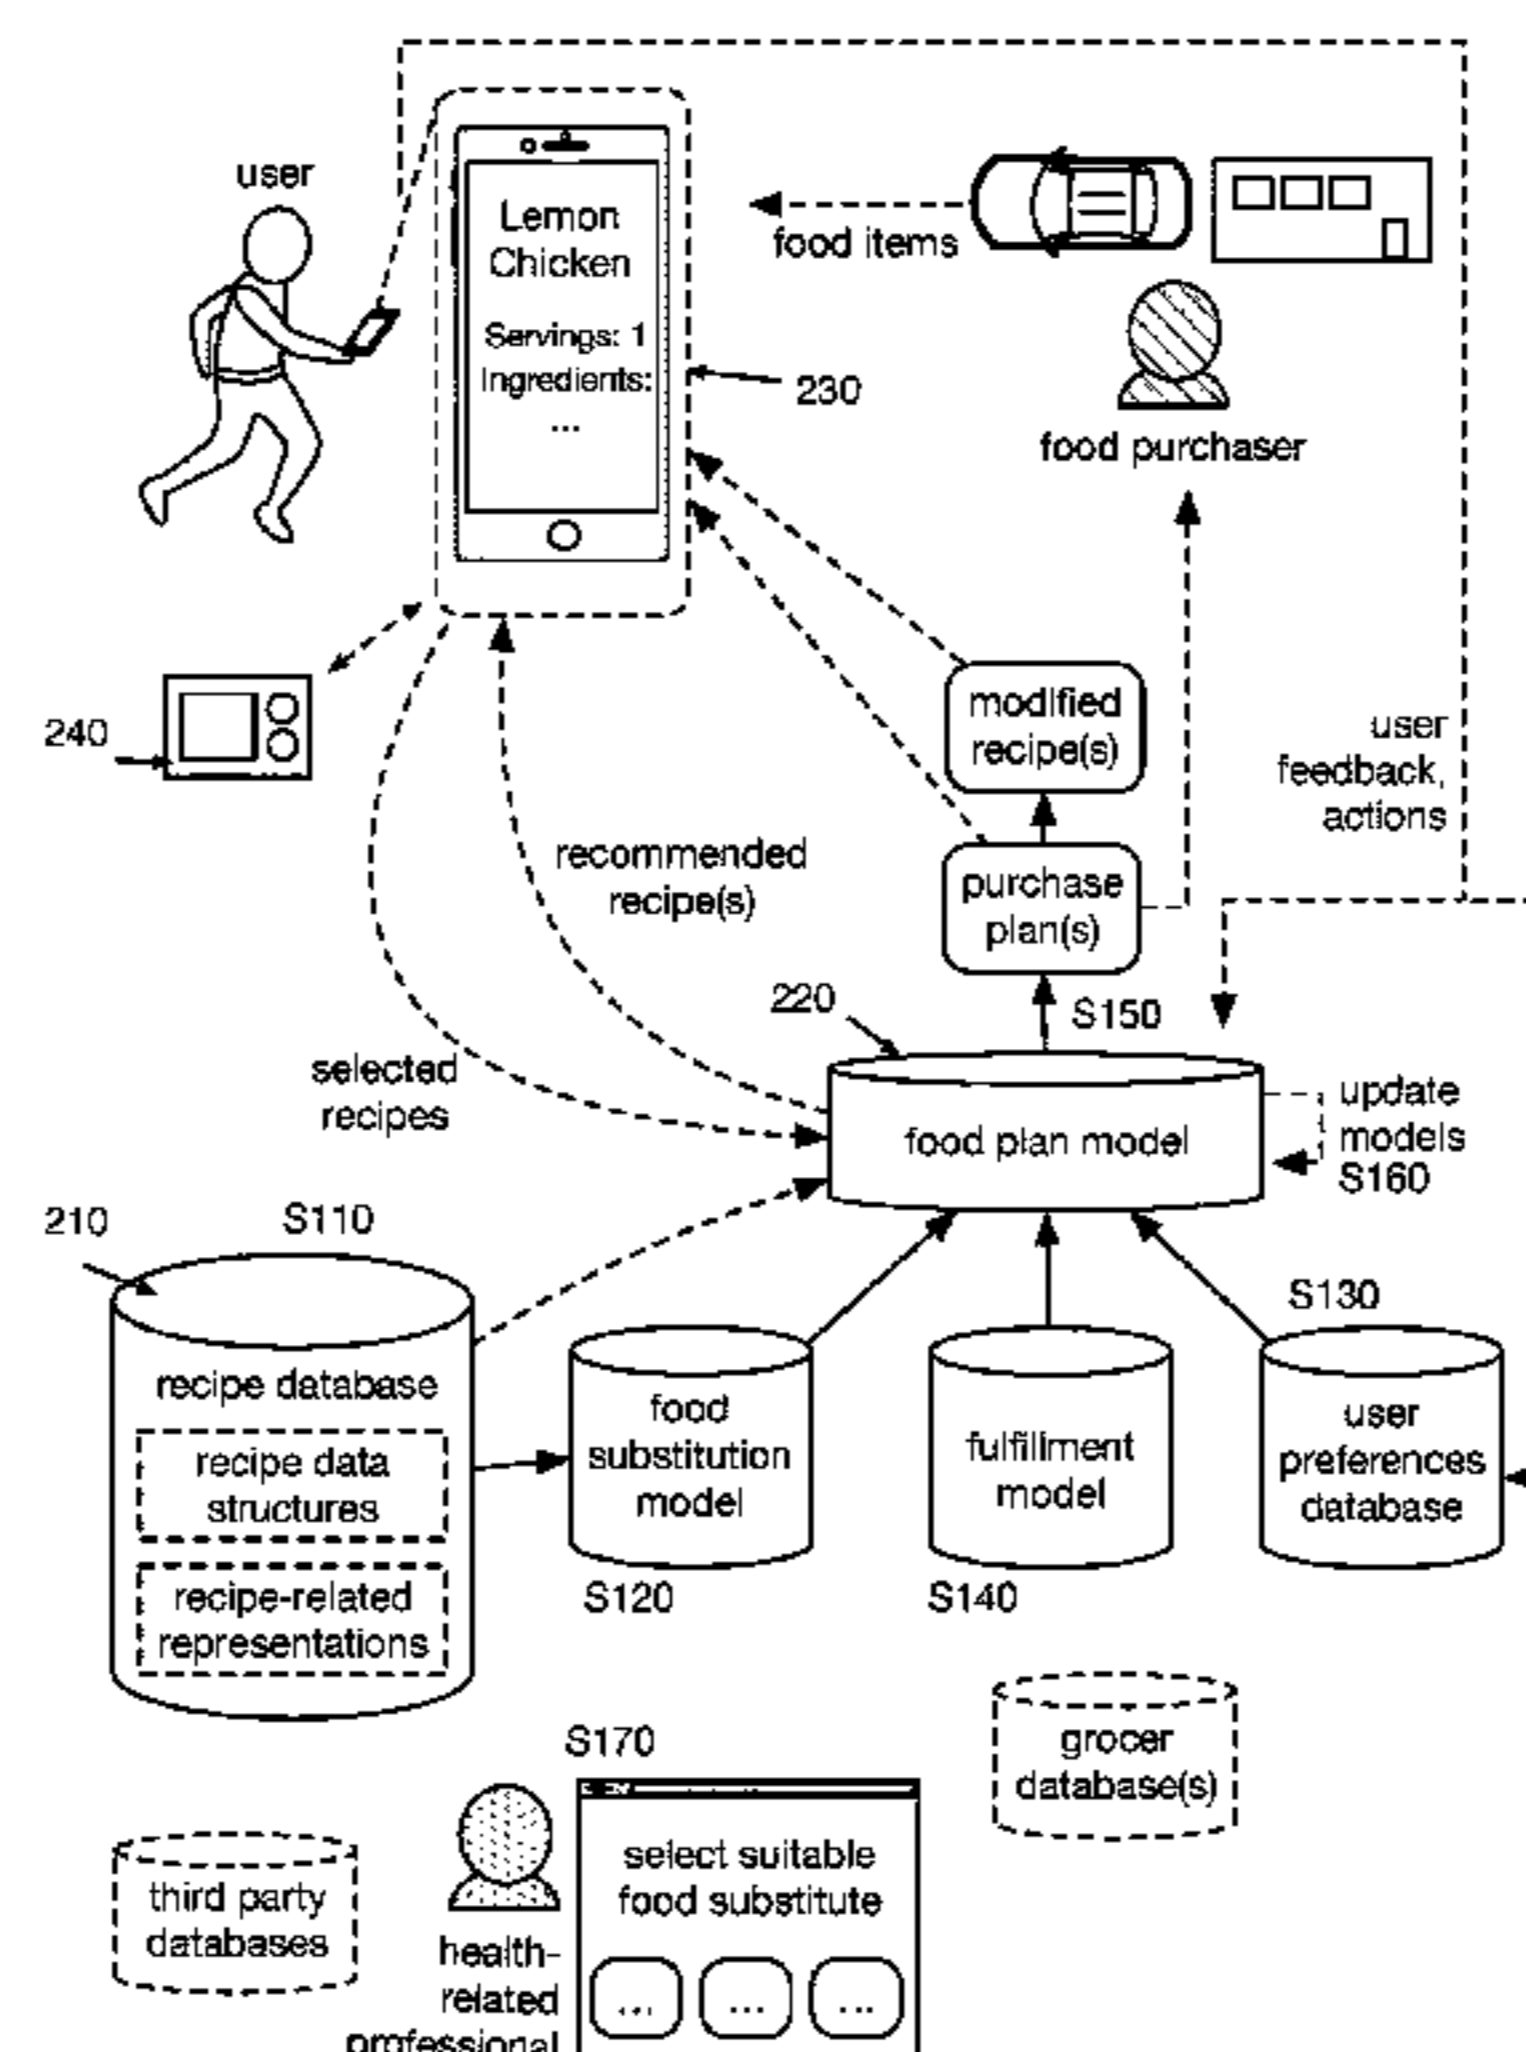 user
Lemon
Chicken
Servings: 1
Ingredients:
...
food items
230
food purchaser
240
modified
recipe(s)
user
feedback,
actions
recommended
recipe(s)
purchase
plan(s)
220
S150
selected
recipes
food plan model
update
models
S160
210
S110
S130
recipe database
recipe data
structures
recipe-related
representations
food
substitution
model
fulfillment
model
user
preferences
database
S120
S140
S170
grocer
database(s)
select suitable
food substitute
third party
databases
health-
related
professional
... ... ...